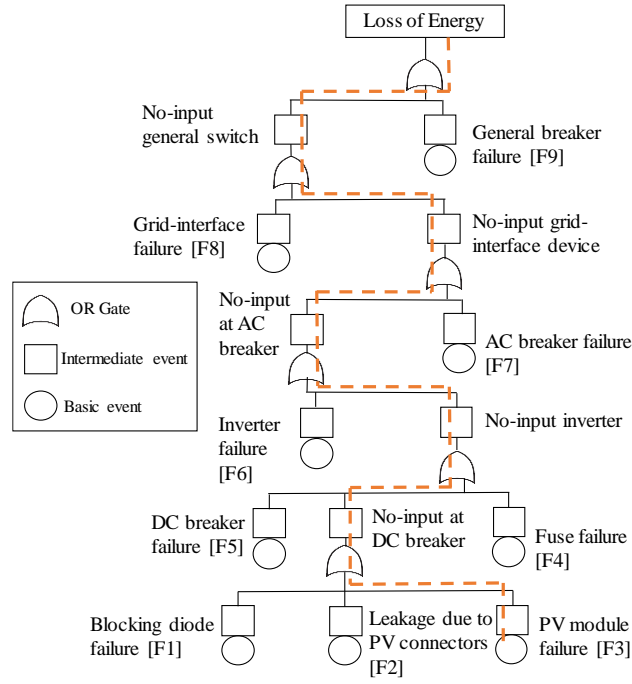 Loss of Energy
No-input
general switch
General breaker
failure [F9]
Grid-interface
failure [F8]
No-input grid-
interface device
OR Gate
Intermediate event
Basic event
No-input
at AC
breaker
AC breaker failure
[F7]
Inverter
failure
[F6]
No-input inverter
DC breaker
failure [F5]
No-input at
DC breaker
Fuse failure
[F4]
Blocking diode
failure [F1]
Leakage due to
PV connectors
[F2]
PV module
failure [F3]